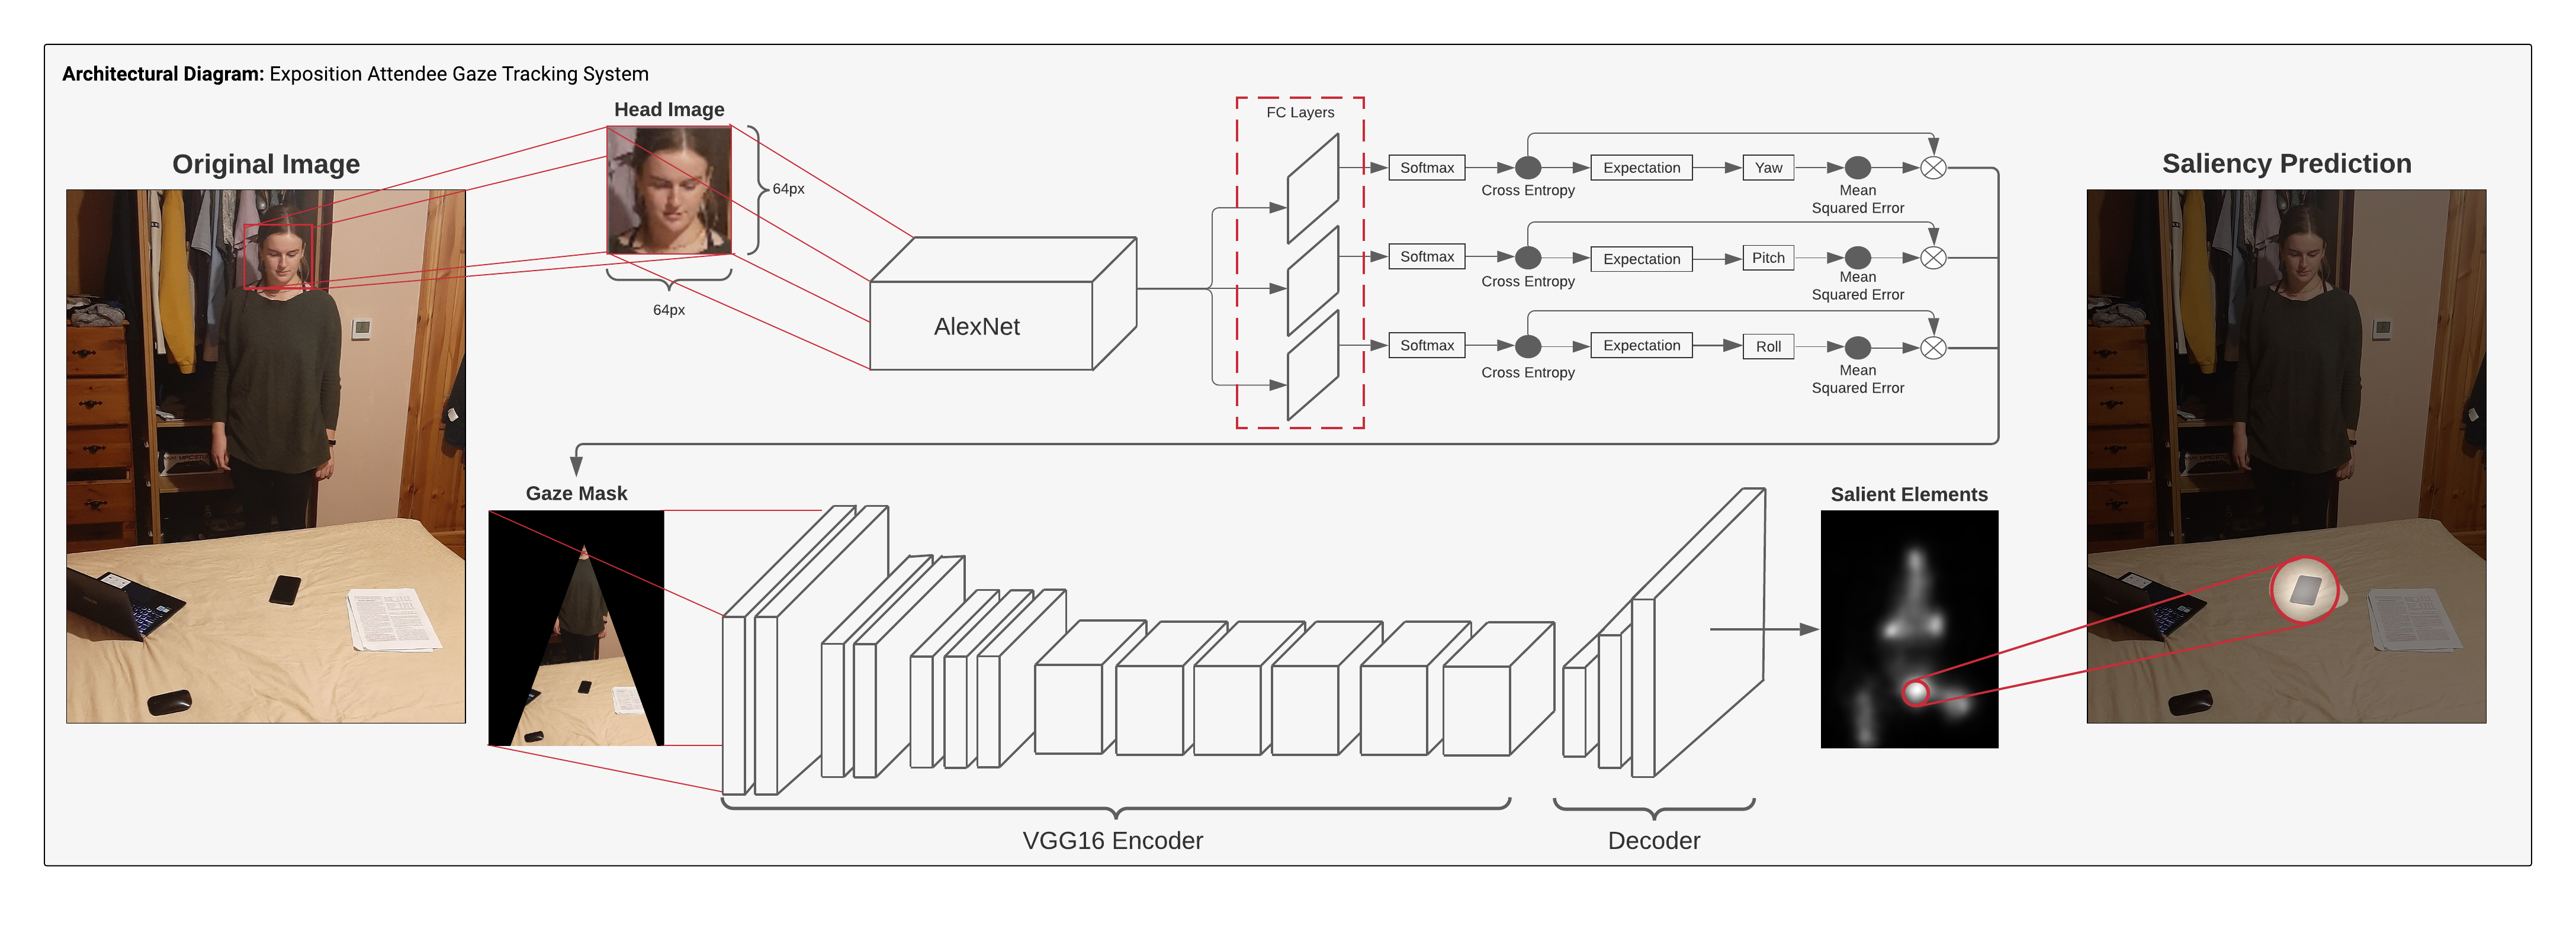 Architectural Diagram: Exposition Attendee Gaze Tracking System
Original Image
Head Image
64px
64px
AlexNet
FC Layers
Softmax
Cross Entropy
Expectation
Yaw
Mean
Squared Error
Softmax
Cross Entropy
Expectation
Pitch
Mean
Squared Error
Softmax
Cross Entropy
Expectation
Roll
Mean
Squared Error
Gaze Mask
VGG16 Encoder
Decoder
Salient Elements
Saliency Prediction